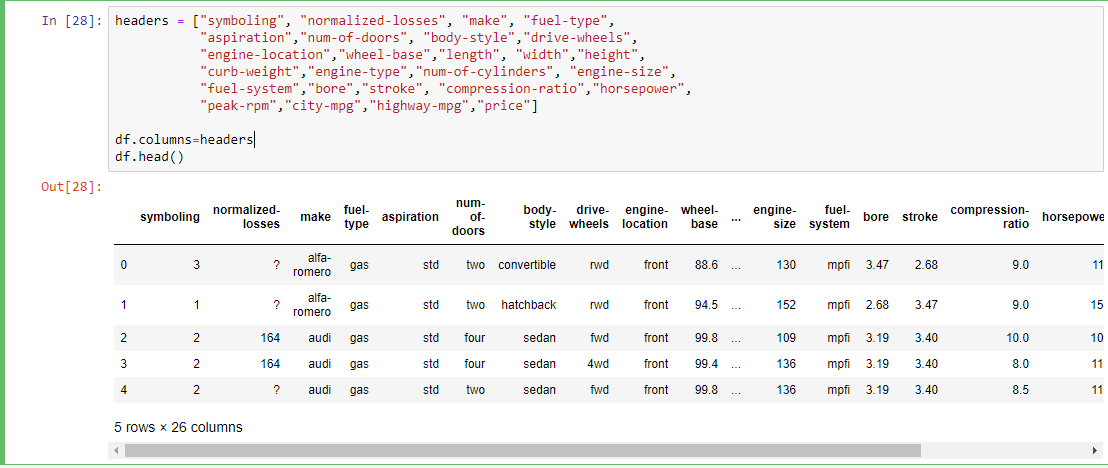 In [28]: headers = ["symboling", "normalized-losses", "make", "fuel-type",
"aspiration","num-of-doors", "body-style","drive-wheels",
"engine-location","wheel-base","length", "width","height",
"curb-weight","engine-type","num-of-cylinders", "engine-size",
"fuel-system","bore","stroke", "compression-ratio","horsepower",
"peak-rpm","city-mpg","highway-mpg","price"]
df.columns=headers
df.head()
Out[28]:
symboling normalized-losses make fuel-type aspiration num-of-doors body-style drive-wheels engine-location wheel-base ... engine-size fuel-system bore stroke compression-ratio horsepowe
0 3 ? alfa-romero gas std two convertible rwd front 88.6 ... 130 mpfi 3.47 2.68 9.0 11
1 1 ? alfa-romero gas std two hatchback rwd front 94.5 ... 152 mpfi 2.68 3.47 9.0 15
2 2 164 audi gas std four sedan fwd front 99.8 ... 109 mpfi 3.19 3.40 10.0 10
3 2 164 audi gas std four sedan 4wd front 99.4 ... 136 mpfi 3.19 3.40 8.0 11
4 2 ? audi gas std two sedan fwd front 99.8 ... 136 mpfi 3.19 3.40 8.5 11
5 rows × 26 columns